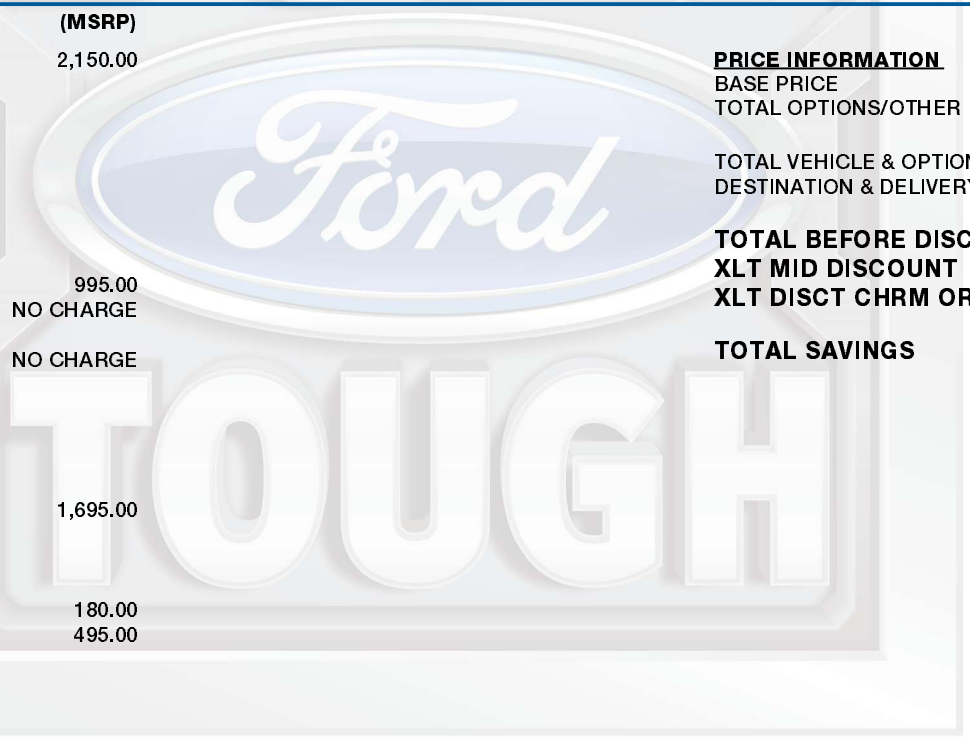 (MSRP)
2,150.00
995.00
NO CHARGE
NO CHARGE
1,695.00
180.00
495.00
PRICE INFORMATION
BASE PRICE
TOTAL OPTIONS/OTHER
TOTAL VEHICLE & OPTION
DESTINATION & DELIVERY
TOTAL BEFORE DISC
XLT MID DISCOUNT
XLT DISCT CHRM OR
TOTAL SAVINGS
Ford
TOUGH